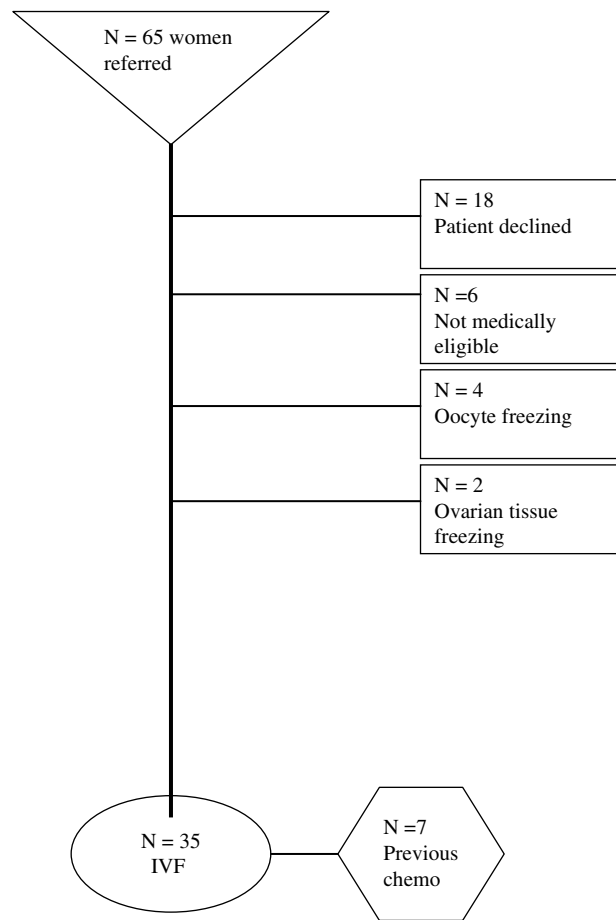 N = 65 women
referred
N = 18
Patient declined
N =6
Not medically
eligible
N = 4
Oocyte freezing
N = 2
Ovarian tissue
freezing
N = 35
IVF
N =7
Previous
chemo